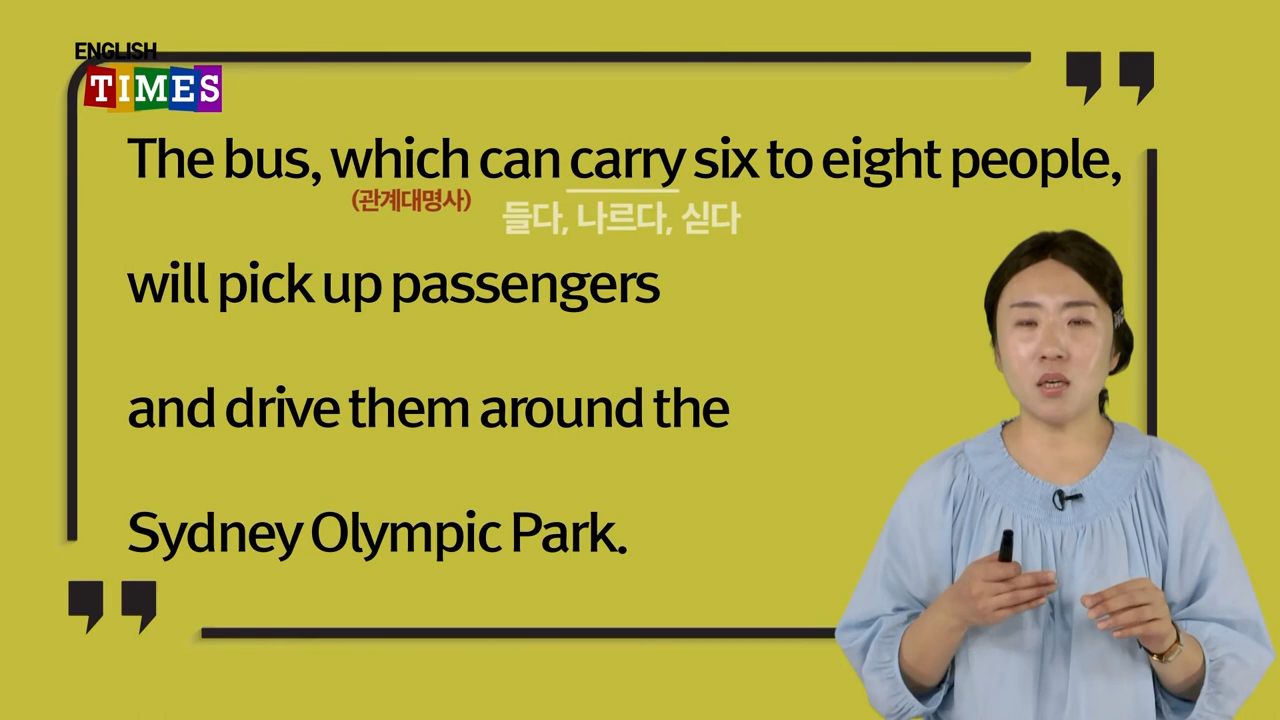 ENGLISH
TIMES
The bus, which can carry six to eight people,
(관계대명사)
들다, 나르다, 싣다
will pick up passengers
and drive them around the
Sydney Olympic Park.